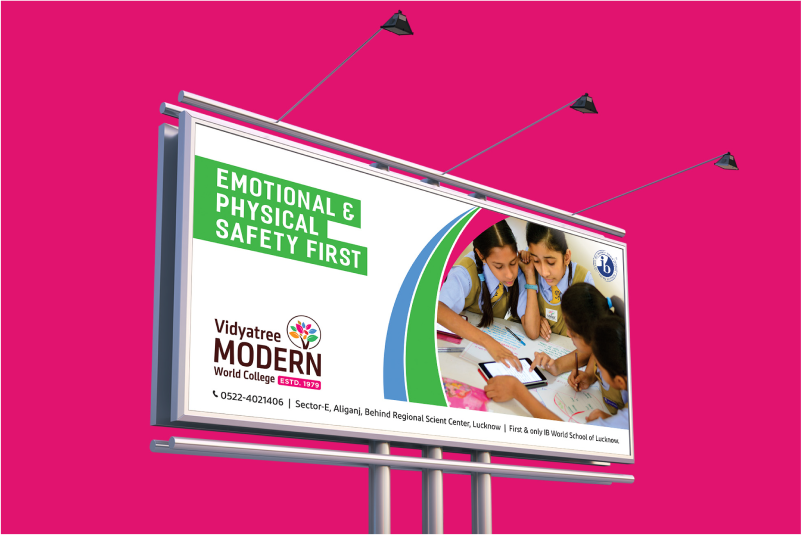 EMOTIONAL &
PHYSICAL
SAFETY FIRST
ib
Vidyatree
MODERN
World College ESTD. 1979
0522-4021406 | Sector-E, Aliganj, Behind Regional Scient Center, Lucknow | First & only IB World School of Lucknow.